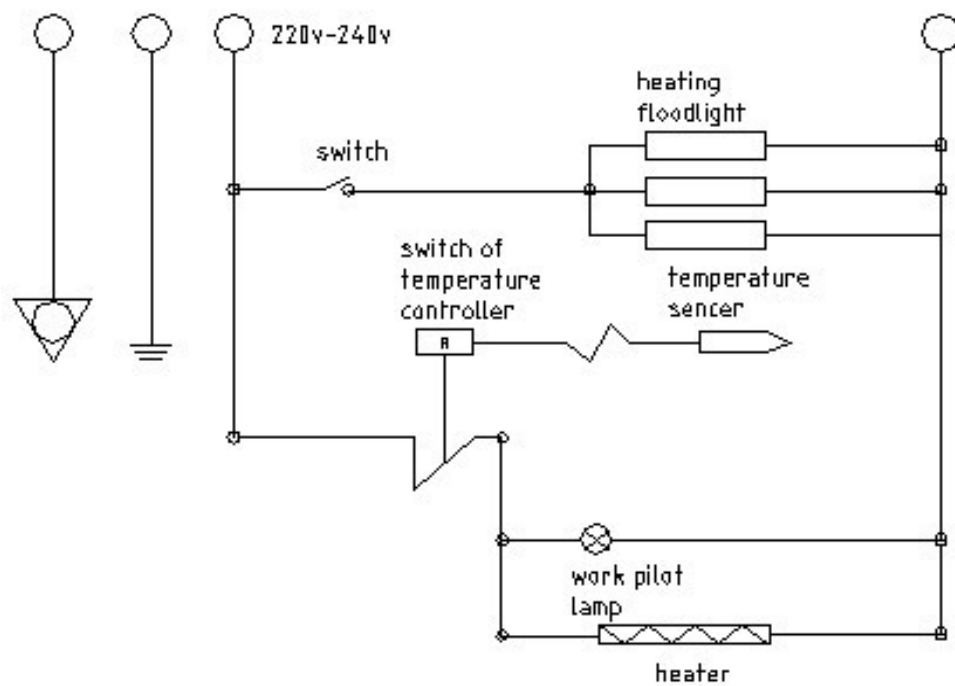 220v-240v
heating
floodlight
switch
switch of
temperature
controller
temperature
sencer
R
work pilot
lamp
heater